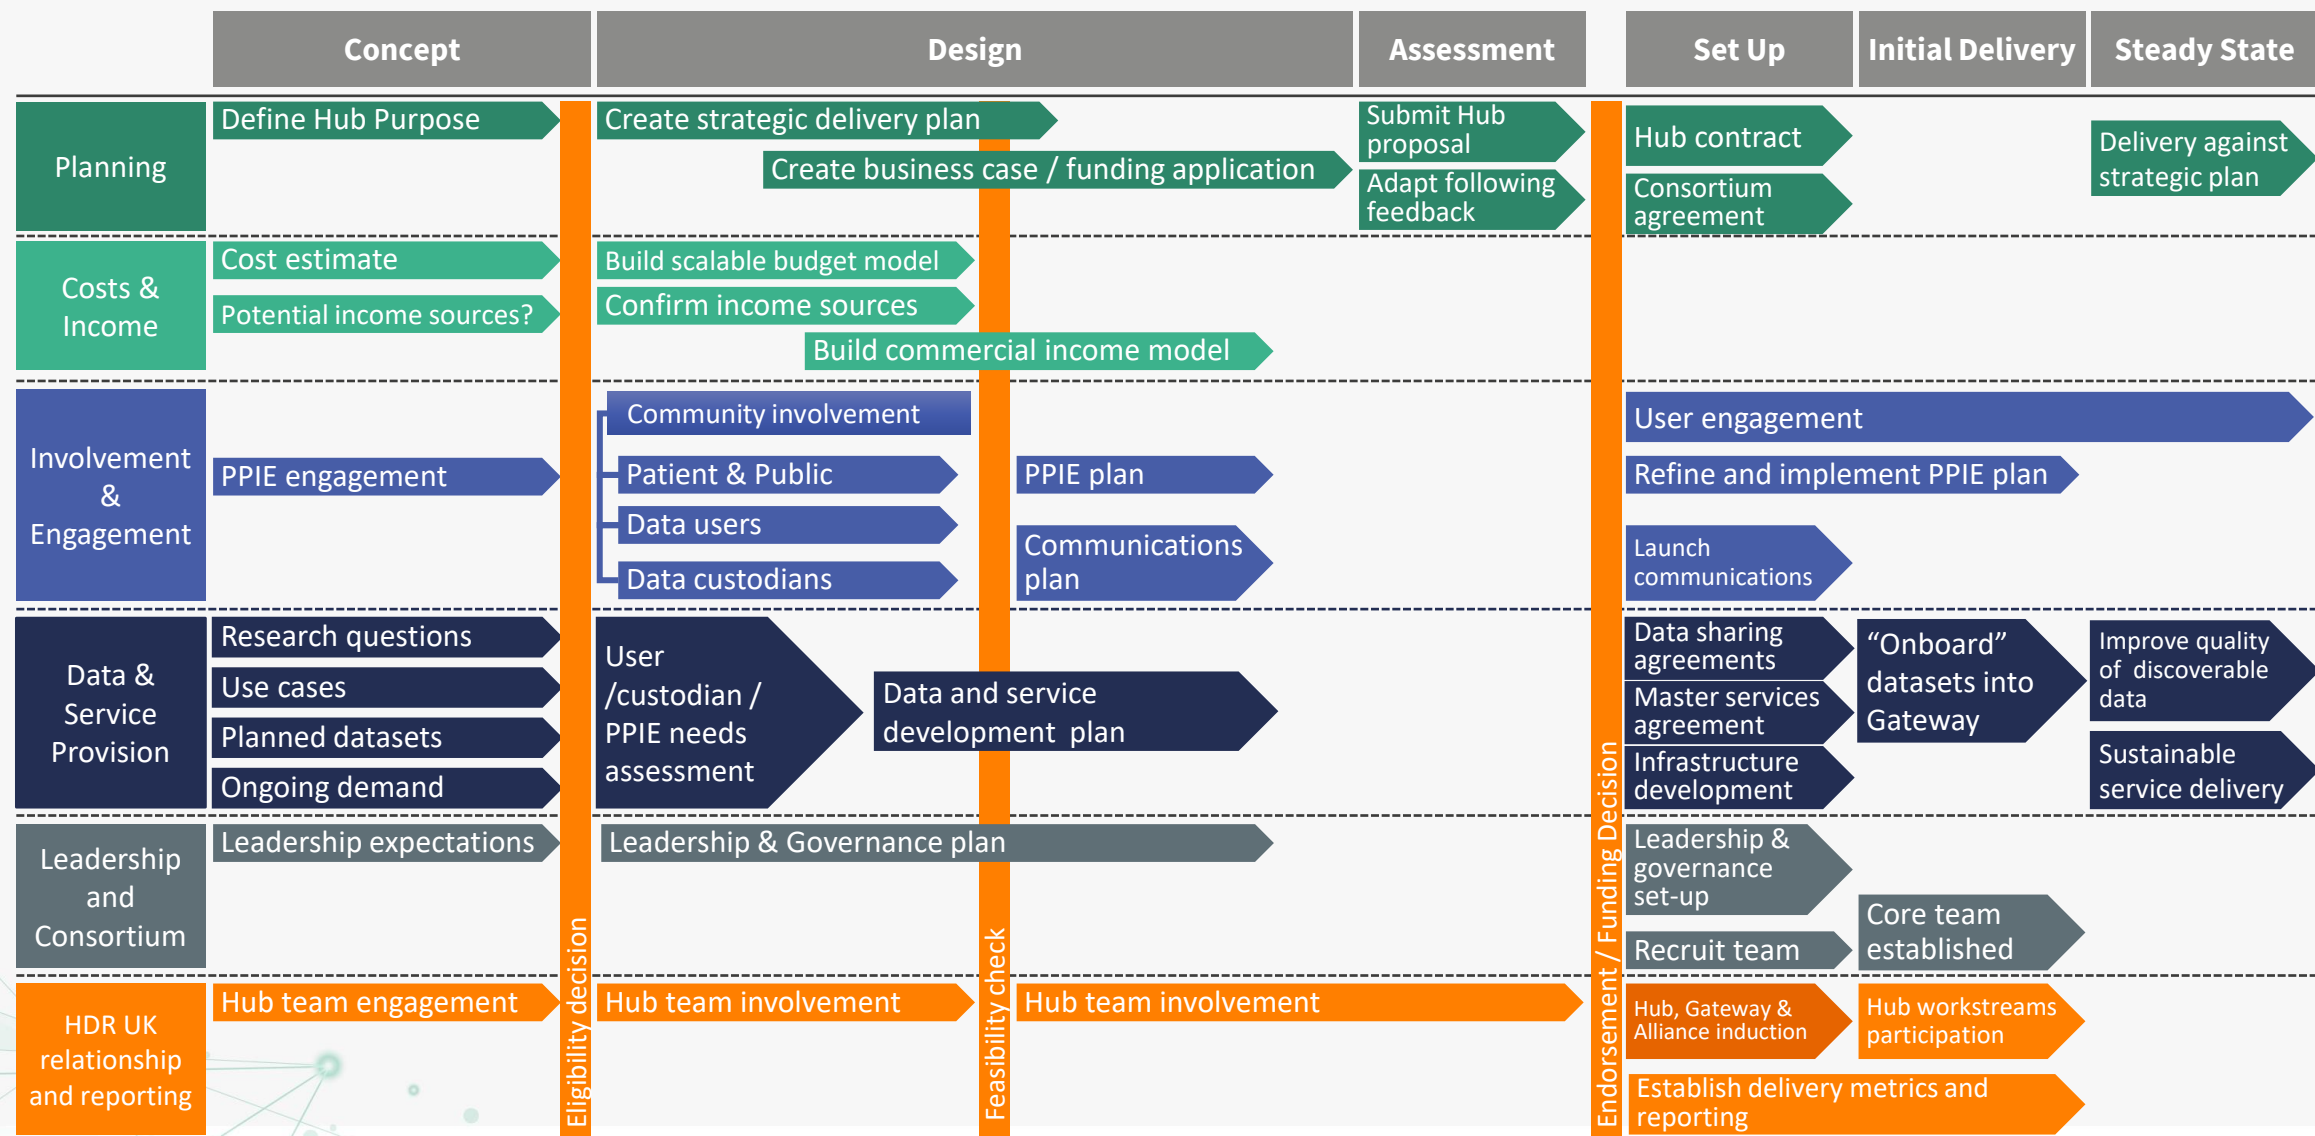 Concept
Design
Assessment
Set Up
Initial Delivery
Steady State
Planning
Define Hub Purpose
Create strategic delivery plan
Create business case / funding application
Submit Hub
proposal
Adapt following
feedback
Hub contract
Consortium
agreement
Delivery against
strategic plan
Costs &
Income
Cost estimate
Potential income sources?
Build scalable budget model
Confirm income sources
Build commercial income model
Involvement
&
Engagement
PPIE engagement
Community involvement
Patient & Public
Data users
Data custodians
PPIE plan
Communications
plan
User engagement
Refine and implement PPIE plan
Launch
communications
Data &
Service
Provision
Research questions
Use cases
Planned datasets
Ongoing demand
User
/custodian /
PPIE needs
assessment
Data and service
development plan
Data sharing
agreements
Master services
agreement
Infrastructure
development
“Onboard”
datasets into
Gateway
Improve quality
of discoverable
data
Sustainable
service delivery
Leadership
and
Consortium
Leadership expectations
Leadership & Governance plan
Leadership &
governance
set-up
Recruit team
Core team
established
HDR UK
relationship
and reporting
Hub team engagement
Hub team involvement
Hub team involvement
Hub, Gateway &
Alliance induction
Hub workstreams
participation
Establish delivery metrics and
reporting
Eligibility decision
Feasibility check
Endorsement / Funding Decision